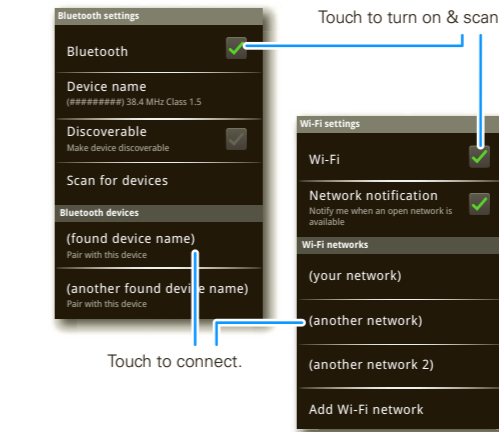 Touch to turn on & scan
Bluetooth settings
Bluetooth
Device name
(#########) 38.4 MHz Class 1.5
Discoverable
Make device discoverable
Scan for devices
Bluetooth devices
(found device name)
Pair with this device
(another found device name)
Pair with this device
Wi-Fi settings
Wi-Fi
Network notification
Notify me when an open network is
available
Wi-Fi networks
(your network)
(another network)
(another network 2)
Add Wi-Fi network
Touch to connect.